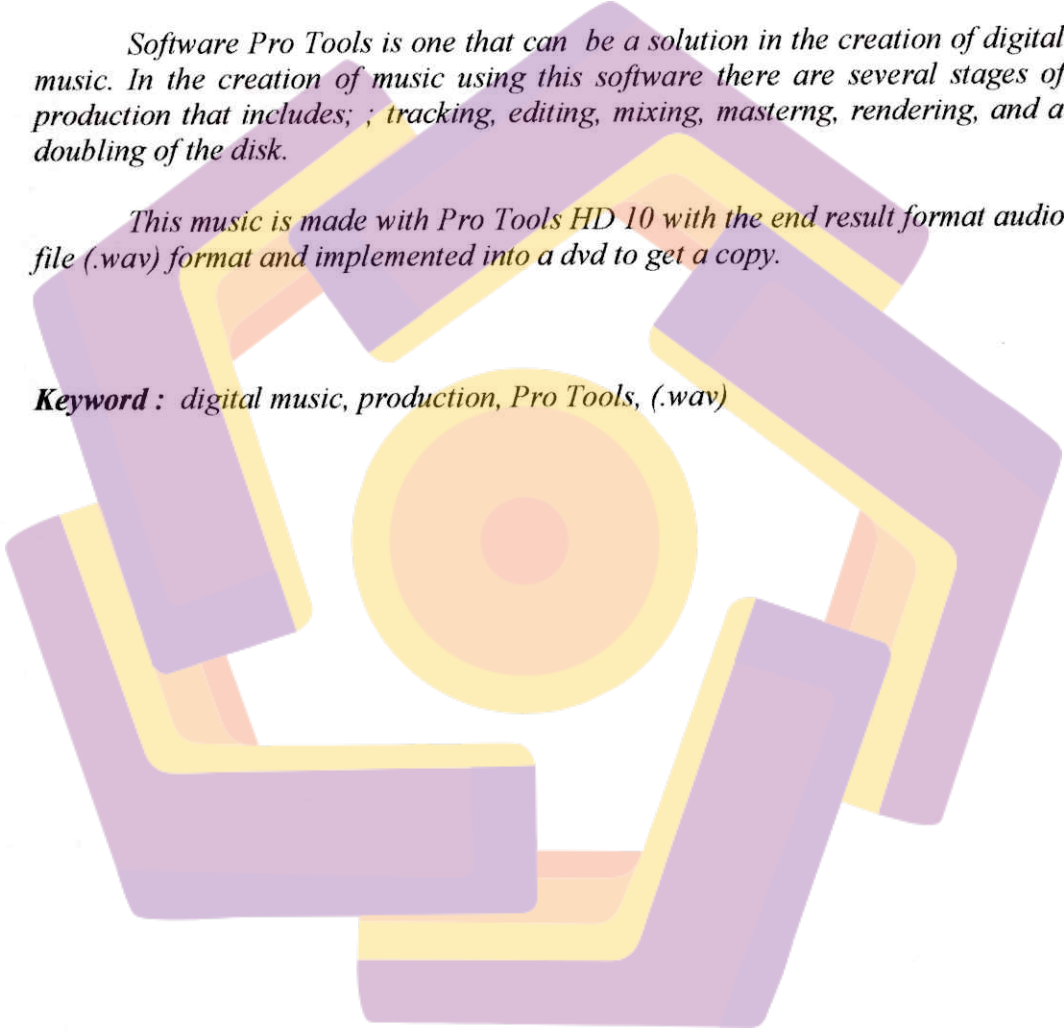 Software Pro Tools is one that can be a solution in the creation of digital
music. In the creation of music using this software there are several stages of
production that includes; ; tracking, editing, mixing, masterng, rendering, and a
doubling of the disk.
This music is made with Pro Tools HD 10 with the end result format audio
file (.wav) format and implemented into a dvd to get a copy.
Keyword : digital music, production, Pro Tools, (.wav)